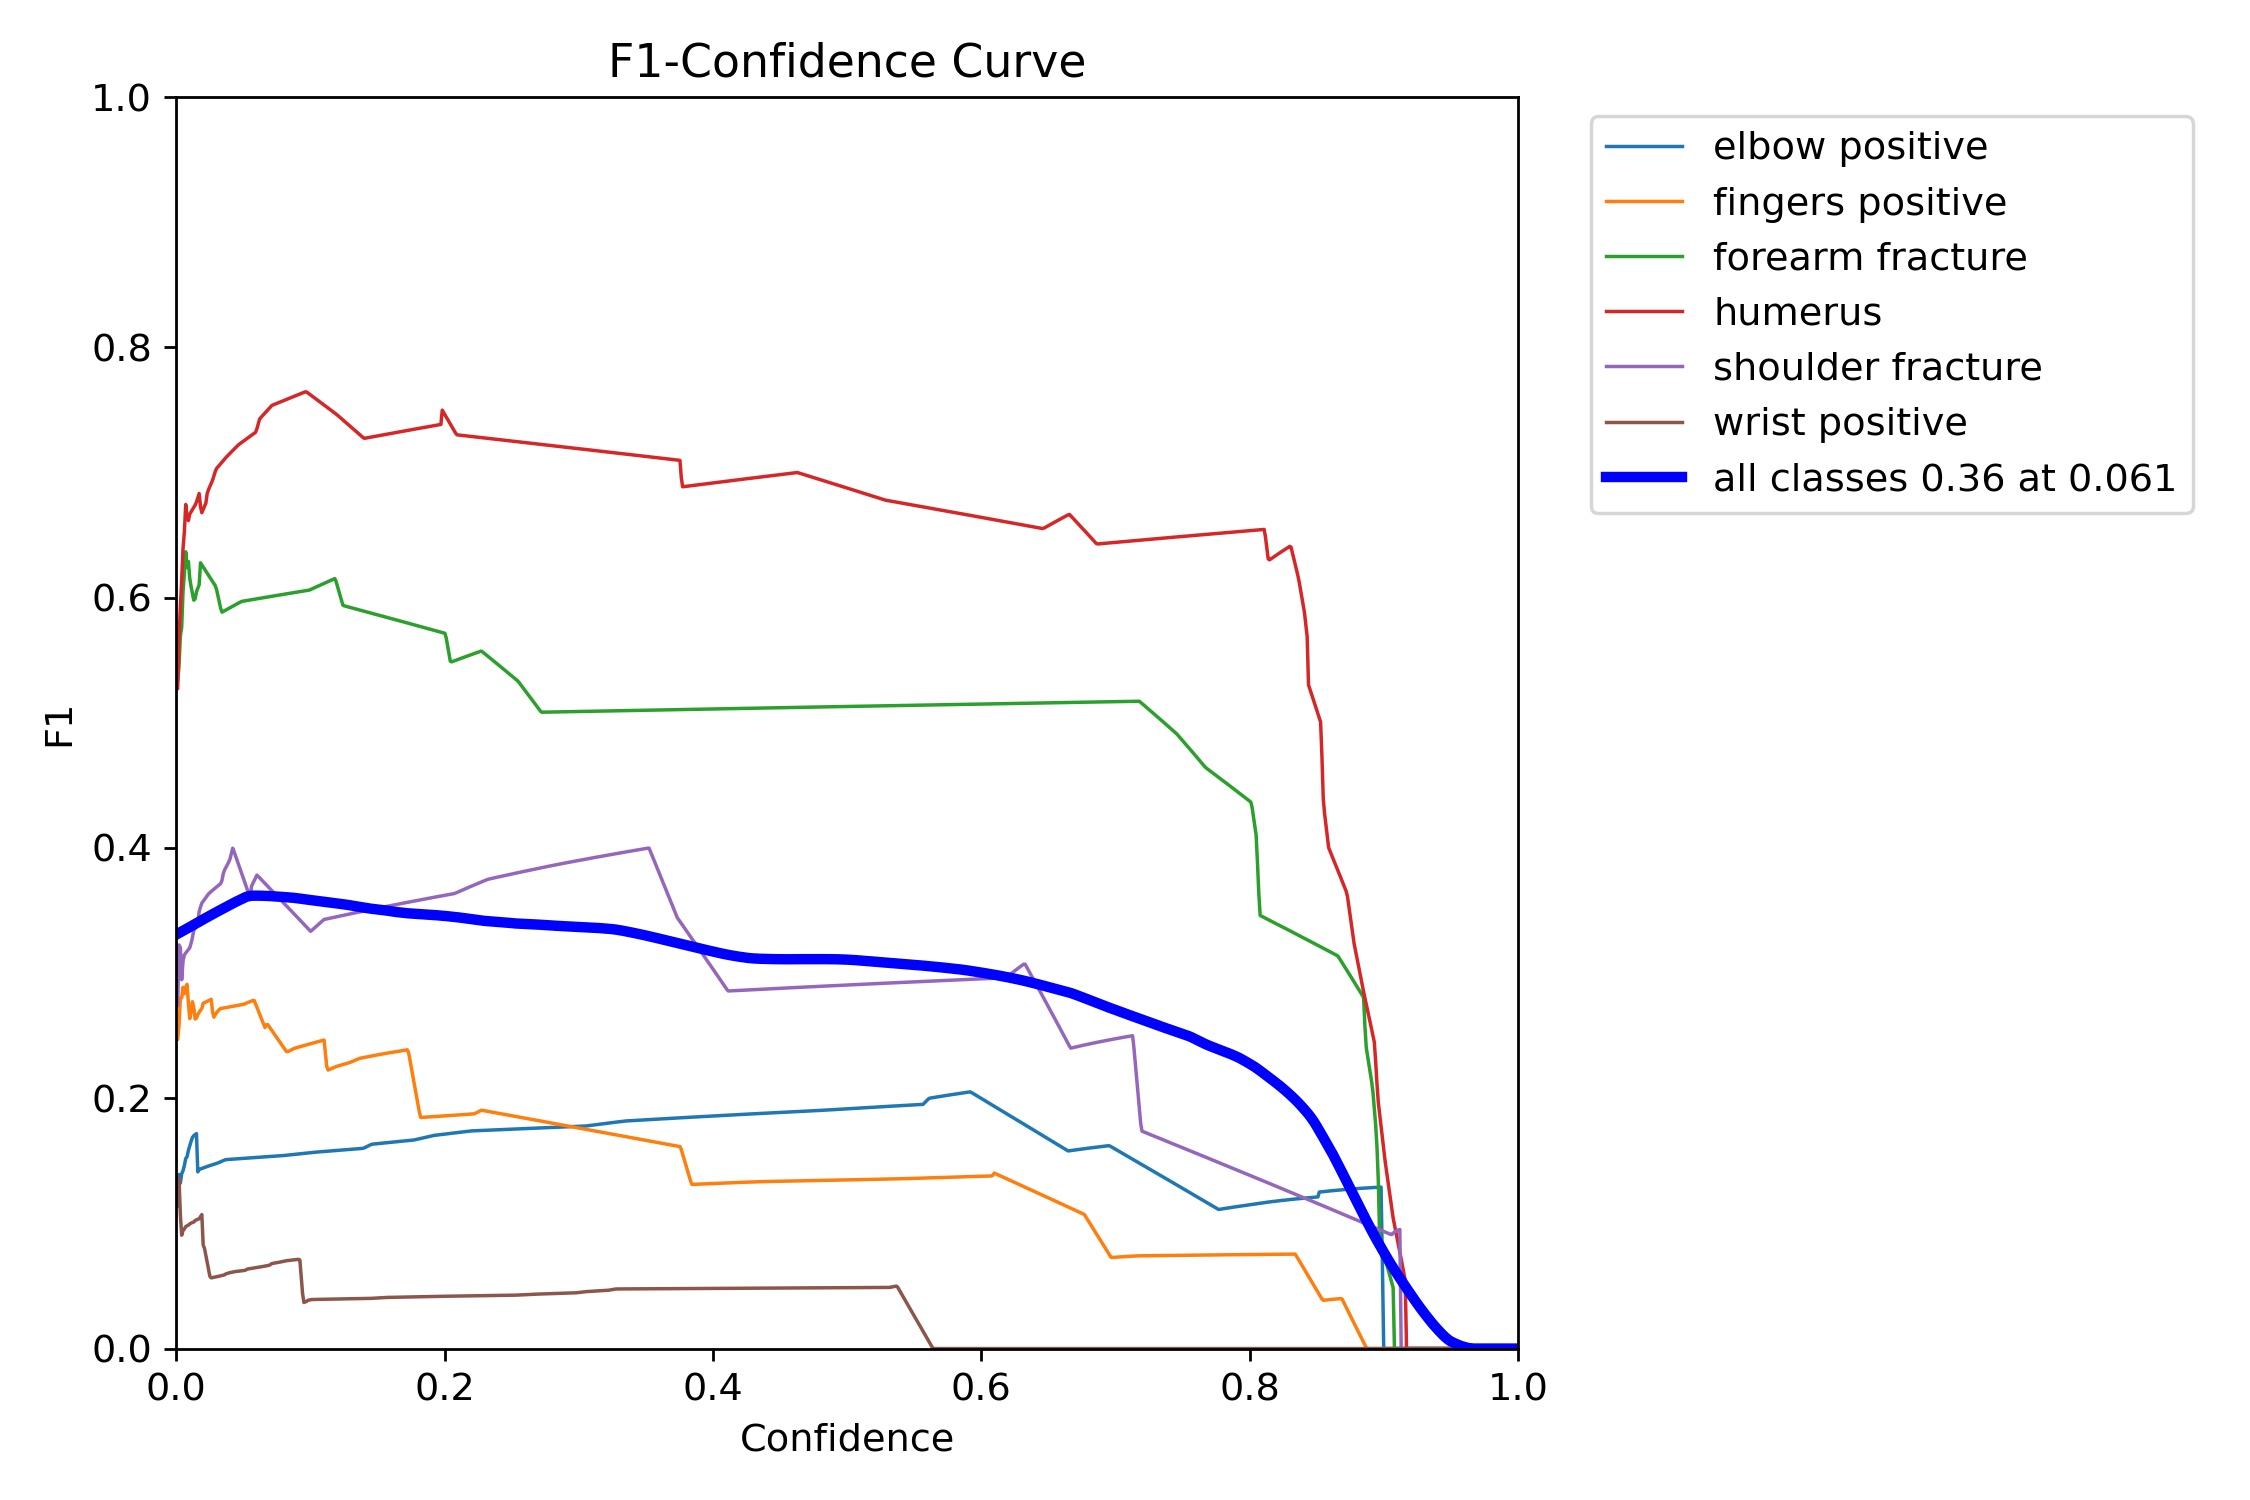 F1-Confidence Curve
1.0
0.8
0.6
0.4
0.2
0.0
F1
0.0 0.2 0.4 0.6 0.8 1.0
Confidence
elbow positive
fingers positive
forearm fracture
humerus
shoulder fracture
wrist positive
all classes 0.36 at 0.061